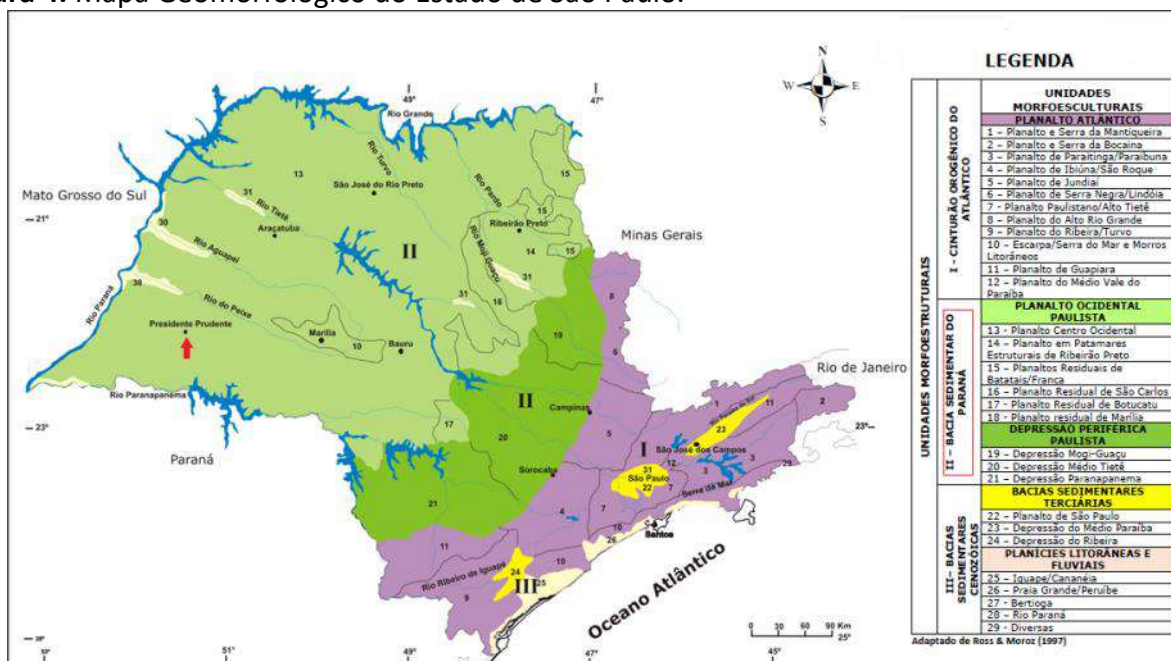 Mapa Geomorfológico do Estado de São Paulo.
N
W E
S
49°
47°
Rio Grande
Rio Turvo
Rio Pardo
13
15
São José do Rio Preto
Mato Grosso do Sul
31
15
Ribeirão Preto
21°
30
Rio Tietê
Araçatuba
II
Rio Moji Guaçu
14
15
Minas Gerais
Rio Aguapei
31
30
31
16
8
Rio do Peixe
Rio Paraná
Presidente Prudente
Marília
10
Bauru
19
6
Rio de Janeiro
Rio Paranapanema
II
Campinas
1
11
2
23°
17
5
I
23
23°
São José dos Campos
Paraná
20
12
3
3
31
São Paulo
29
Sorocaba
22
7
Serra do Mar
21
4
7
10
Santos
26
11
10
Rio Ribeira de Iguape
24
25
III
9
Oceano Atlântico
0 30 60 90 Km
25°
51°
49°
47°
45°
LEGENDA
UNIDADES MORFOESTRUTURAIS
I - CINTURÃO OROGÊNICO DO ATLÂNTICO
UNIDADES
MORFOESCULTURAIS
PLANALTO ATLÂNTICO
1 – Planalto e Serra da Mantiqueira
2 – Planalto e Serra da Bocaina
3 – Planalto de Paraitinga/Paraibuna
4 – Planalto de Ibiúna/São Roque
5 – Planalto de Jundiaí
6 – Planalto de Serra Negra/Lindóia
7 - Planalto Paulistano/Alto Tietê
8 – Planalto do Alto Rio Grande
9 – Planalto do Ribeira/Turvo
10 – Escarpa/Serra do Mar e Morros
Litorâneos
11 – Planalto de Guapiara
12 – Planalto do Médio Vale do
Paraíba
II – BACIA SEDIMENTAR DO PARANÁ
PLANALTO OCIDENTAL
PAULISTA
13 - Planalto Centro Ocidental
14 – Planalto em Patamares
Estruturais de Ribeirão Preto
15 – Planaltos Residuais de
Batatais/Franca
16 – Planalto Residual de São Carlos
17 - Planalto Residual de Botucatu
18 – Planalto residual de Marília
DEPRESSÃO PERIFÉRICA
PAULISTA
19 – Depressão Mogi-Guaçu
20 – Depressão Médio Tietê
21 – Depressão Paranapanema
III– BACIAS SEDIMENTARES CENOZÓICAS
BACIAS SEDIMENTARES
TERCIÁRIAS
22 – Planalto de São Paulo
23 – Depressão do Médio Paraíba
24 – Depressão do Ribeira
PLANÍCIES LITORÂNEAS E
FLUVIAIS
25 – Iguape/Cananéia
26 – Praia Grande/Peruíbe
27 - Bertioga
28 – Rio Paraná
29 - Diversas
Adaptado de Ross & Moroz (1997)